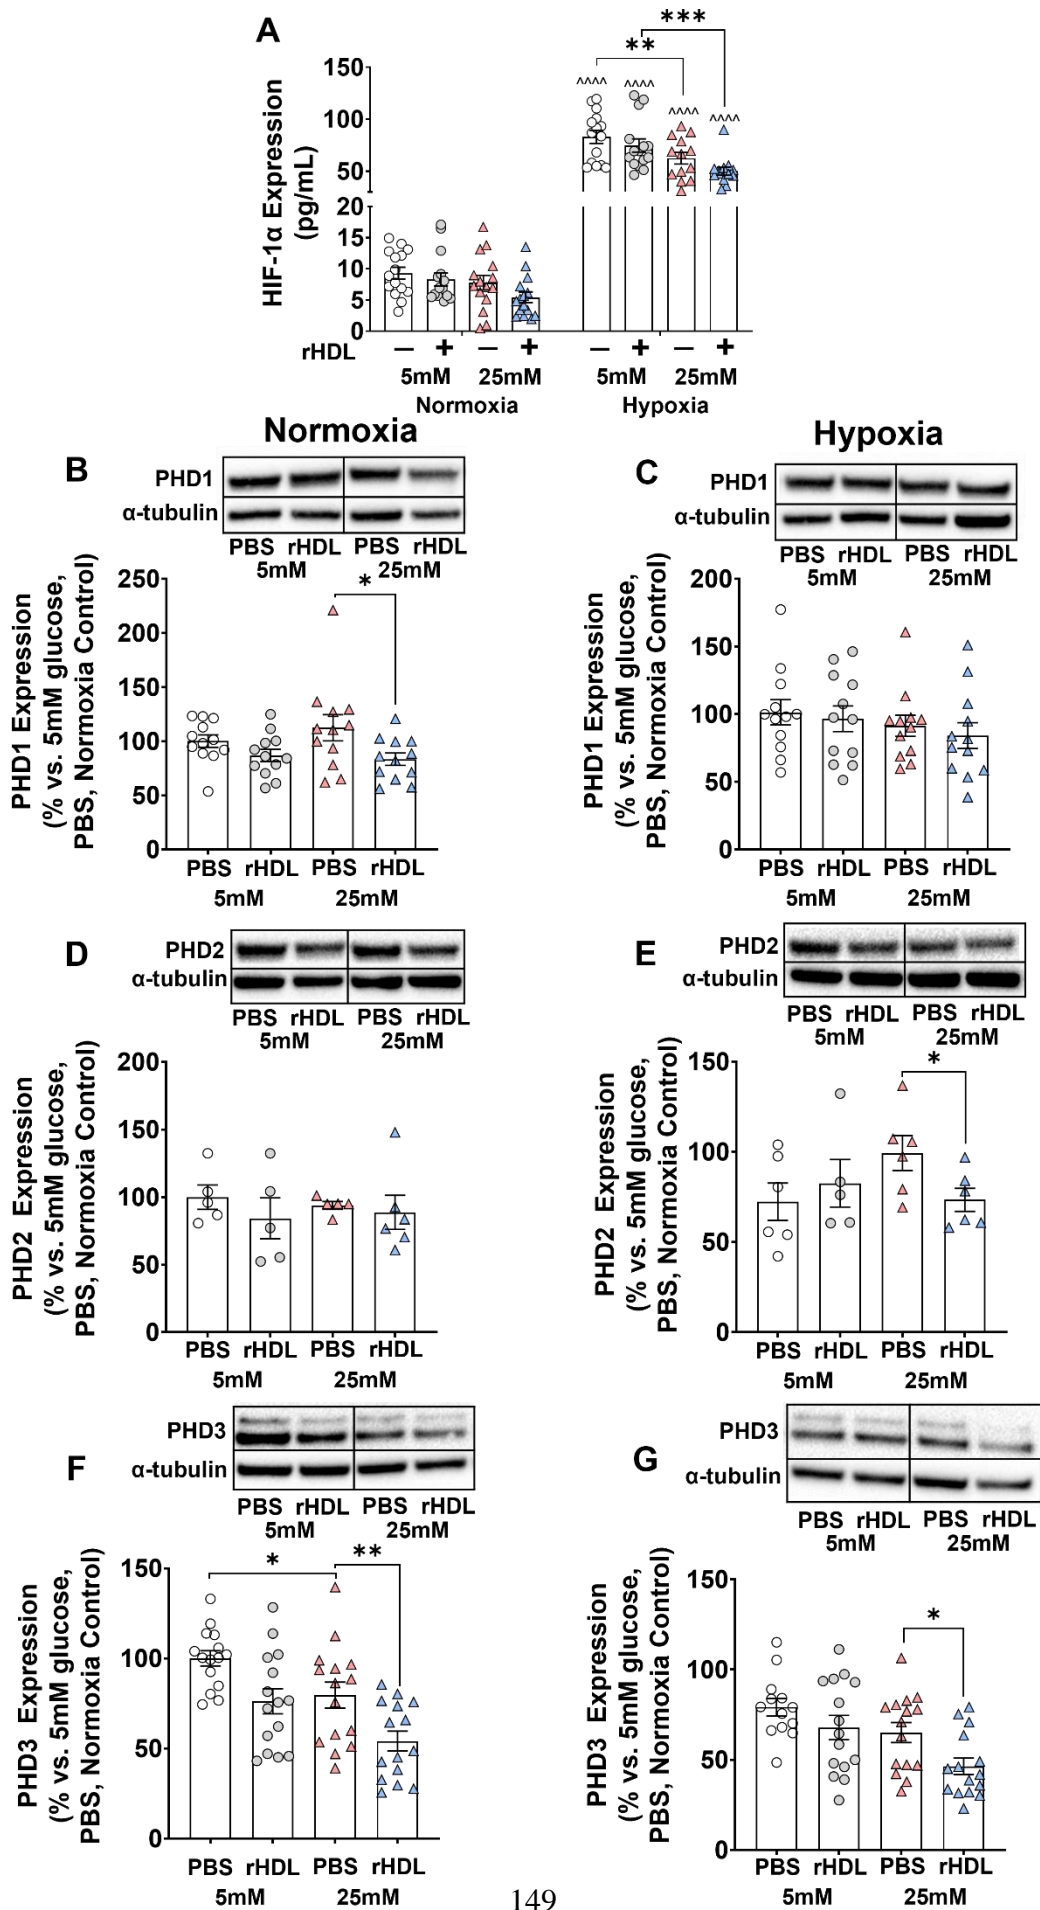 A
HIF-1α Expression
(pg/mL)
150
100
50
20
15
10
5
0
***
**
^^^^ ^^^^ ^^^^ ^^^^
rHDL – + – + – + – +
5mM 25mM 5mM 25mM
Normoxia Hypoxia
Normoxia
B
PHD1
α-tubulin
PBS rHDL PBS rHDL
5mM 25mM
PHD1 Expression
(% vs. 5mM glucose,
PBS, Normoxia Control)
250
200
150
100
50
0
*
PBS rHDL PBS rHDL
5mM 25mM
Hypoxia
C
PHD1
α-tubulin
PBS rHDL PBS rHDL
5mM 25mM
PHD1 Expression
(% vs. 5mM glucose,
PBS, Normoxia Control)
200
150
100
50
0
PBS rHDL PBS rHDL
5mM 25mM
D
PHD2
α-tubulin
PBS rHDL PBS rHDL
5mM 25mM
PHD2 Expression
(% vs. 5mM glucose,
PBS, Normoxia Control)
200
150
100
50
0
PBS rHDL PBS rHDL
5mM 25mM
E
PHD2
α-tubulin
PBS rHDL PBS rHDL
5mM 25mM
PHD2 Expression
(% vs. 5mM glucose,
PBS, Normoxia Control)
150
100
50
0
*
PBS rHDL PBS rHDL
5mM 25mM
F
PHD3
α-tubulin
PBS rHDL PBS rHDL
5mM 25mM
PHD3 Expression
(% vs. 5mM glucose,
PBS, Normoxia Control)
150
100
50
0
* **
PBS rHDL PBS rHDL
5mM 25mM
G
PHD3
α-tubulin
PBS rHDL PBS rHDL
5mM 25mM
PHD3 Expression
(% vs. 5mM glucose,
PBS, Normoxia Control)
150
100
50
0
*
PBS rHDL PBS rHDL
5mM 25mM
149